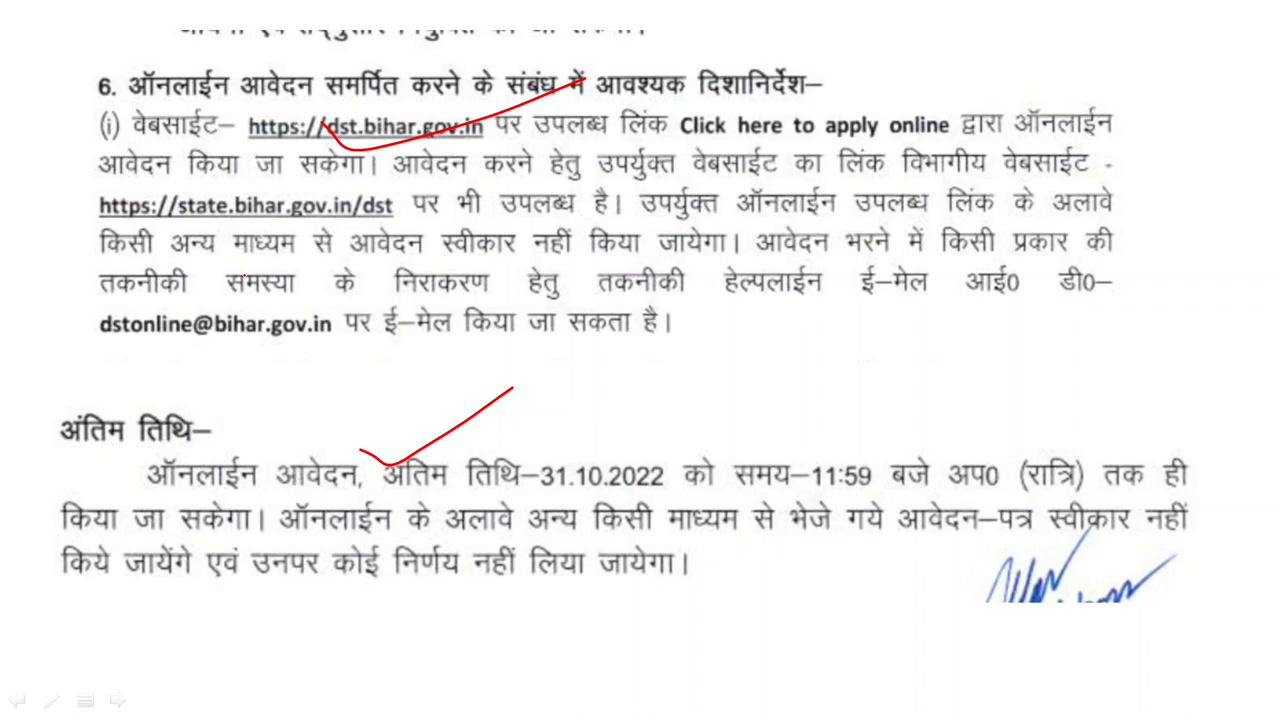 6. ऑनलाईन आवेदन समर्पित करने के संबंध में आवश्यक दिशानिर्देश–
(i) वेबसाईट– https://dst.bihar.gov.in पर उपलब्ध लिंक Click here to apply online द्वारा ऑनलाईन
आवेदन किया जा सकेगा। आवेदन करने हेतु उपर्युक्त वेबसाईट का लिंक विभागीय वेबसाईट -
https://state.bihar.gov.in/dst पर भी उपलब्ध है। उपर्युक्त ऑनलाईन उपलब्ध लिंक के अलावे
किसी अन्य माध्यम से आवेदन स्वीकार नहीं किया जायेगा। आवेदन भरने में किसी प्रकार की
तकनीकी समस्या के निराकरण हेतु तकनीकी हेल्पलाईन ई–मेल आई0 डी0–
dstonline@bihar.gov.in पर ई–मेल किया जा सकता है।
अंतिम तिथि–
ऑनलाईन आवेदन, अंतिम तिथि–31.10.2022 को समय–11:59 बजे अप0 (रात्रि) तक ही
किया जा सकेगा। ऑनलाईन के अलावे अन्य किसी माध्यम से भेजे गये आवेदन–पत्र स्वीकार नहीं
किये जायेंगे एवं उनपर कोई निर्णय नहीं लिया जायेगा।